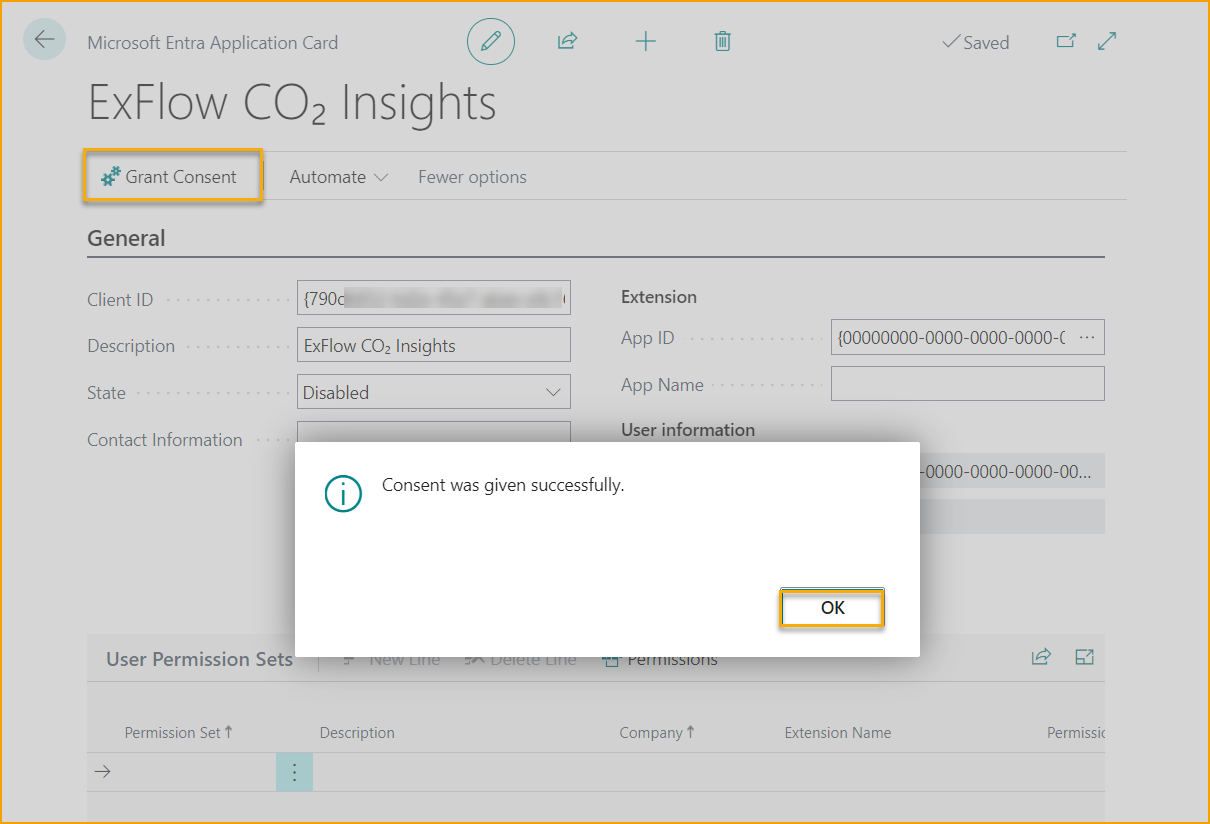 Microsoft Entra Application Card
Saved
ExFlow CO₂ Insights
Grant Consent
Automate
Fewer options
General
Client ID
{790c
Extension
App ID
{00000000-0000-0000-0000-0
Description
ExFlow CO₂ Insights
State
Disabled
App Name
Contact Information
User information
-0000-0000-0000-00...
Consent was given successfully.
OK
User Permission Sets
New Line
Delete Line
Permissions
Permission Set↑
Description
Company↑
Extension Name
Permissic